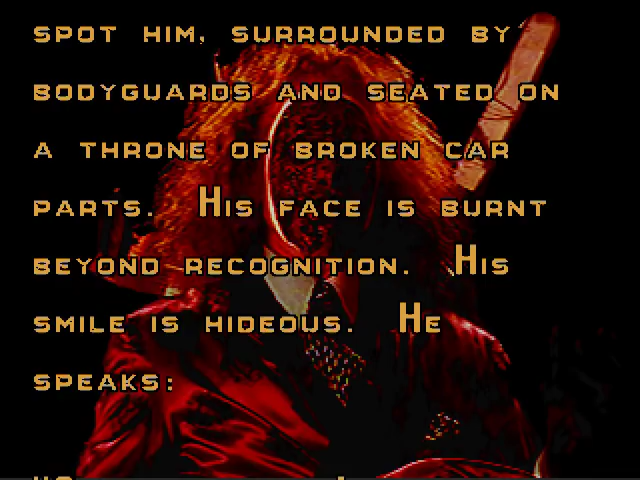 SPOT HIM, SURROUNDED BY
BODYGUARDS AND SEATED ON
A THRONE OF BROKEN CAR
PARTS. HIS FACE IS BURNT
BEYOND RECOGNITION. HIS
SMILE IS HIDEOUS. HE
SPEAKS: